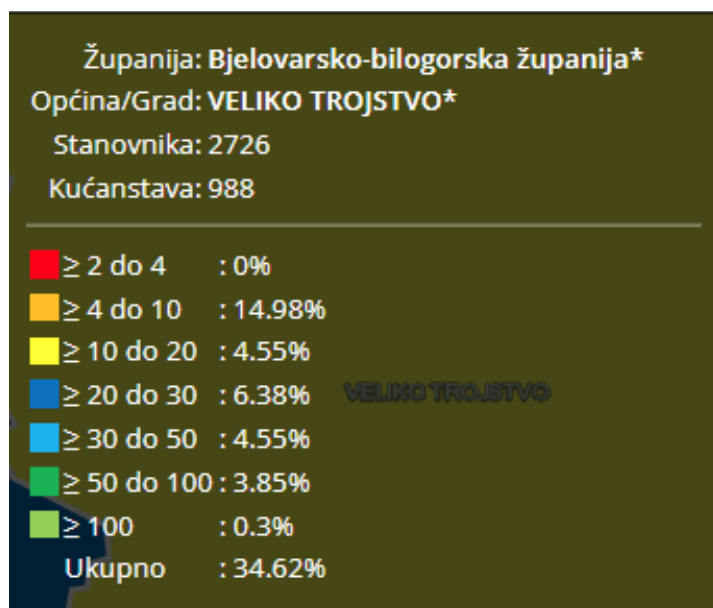 Županija: Bjelovarsko-bilogorska županija*
Općina/Grad: VELIKO TROJSTVO*
Stanovnika: 2726
Kućanstava: 988
≥ 2 do 4 : 0%
≥ 4 do 10 : 14.98%
≥ 10 do 20 : 4.55%
≥ 20 do 30 : 6.38%
VELIKO TROJSTVO
≥ 30 do 50 : 4.55%
≥ 50 do 100 : 3.85%
≥ 100 : 0.3%
Ukupno : 34.62%